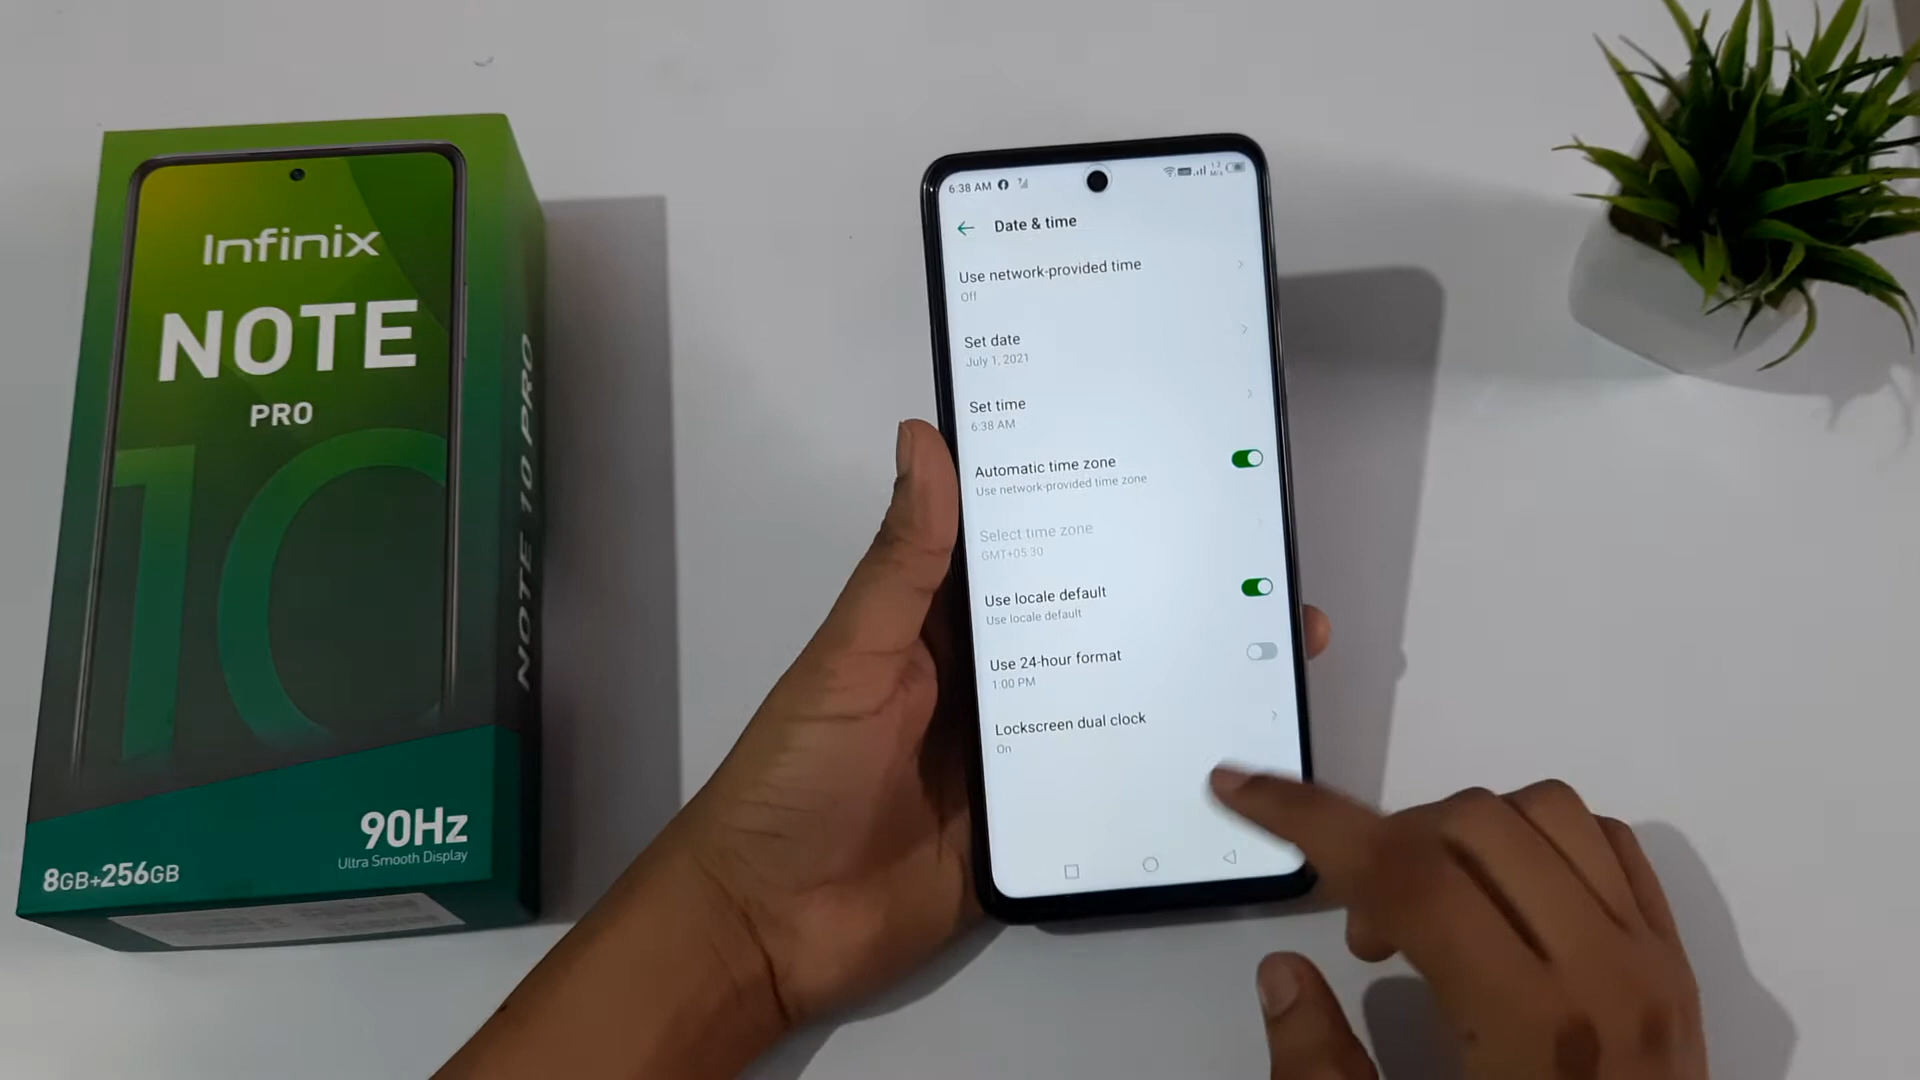 Infinix
NOTE
PRO
10
90Hz
Ultra Smooth Display
8GB+256GB
NOTE 10 PRO
6:38 AM
Date & time
Use network-provided time
Off
Set date
July 1, 2021
Set time
6:38 AM
Automatic time zone
Use network-provided time zone
Select time zone
GMT+05:30
Use locale default
Use locale default
Use 24-hour format
1:00 PM
Lockscreen dual clock
On